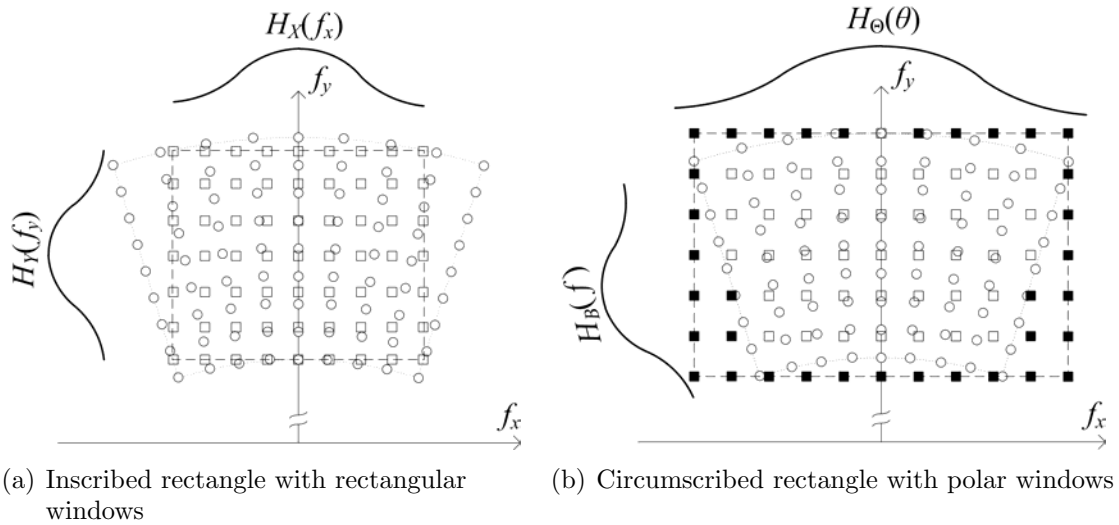 H_X(f_x)
f_y
H_Y(f_y)
f_x
(a) Inscribed rectangle with rectangular
windows
H_Θ(θ)
f_y
H_B(f)
f_x
(b) Circumscribed rectangle with polar windows